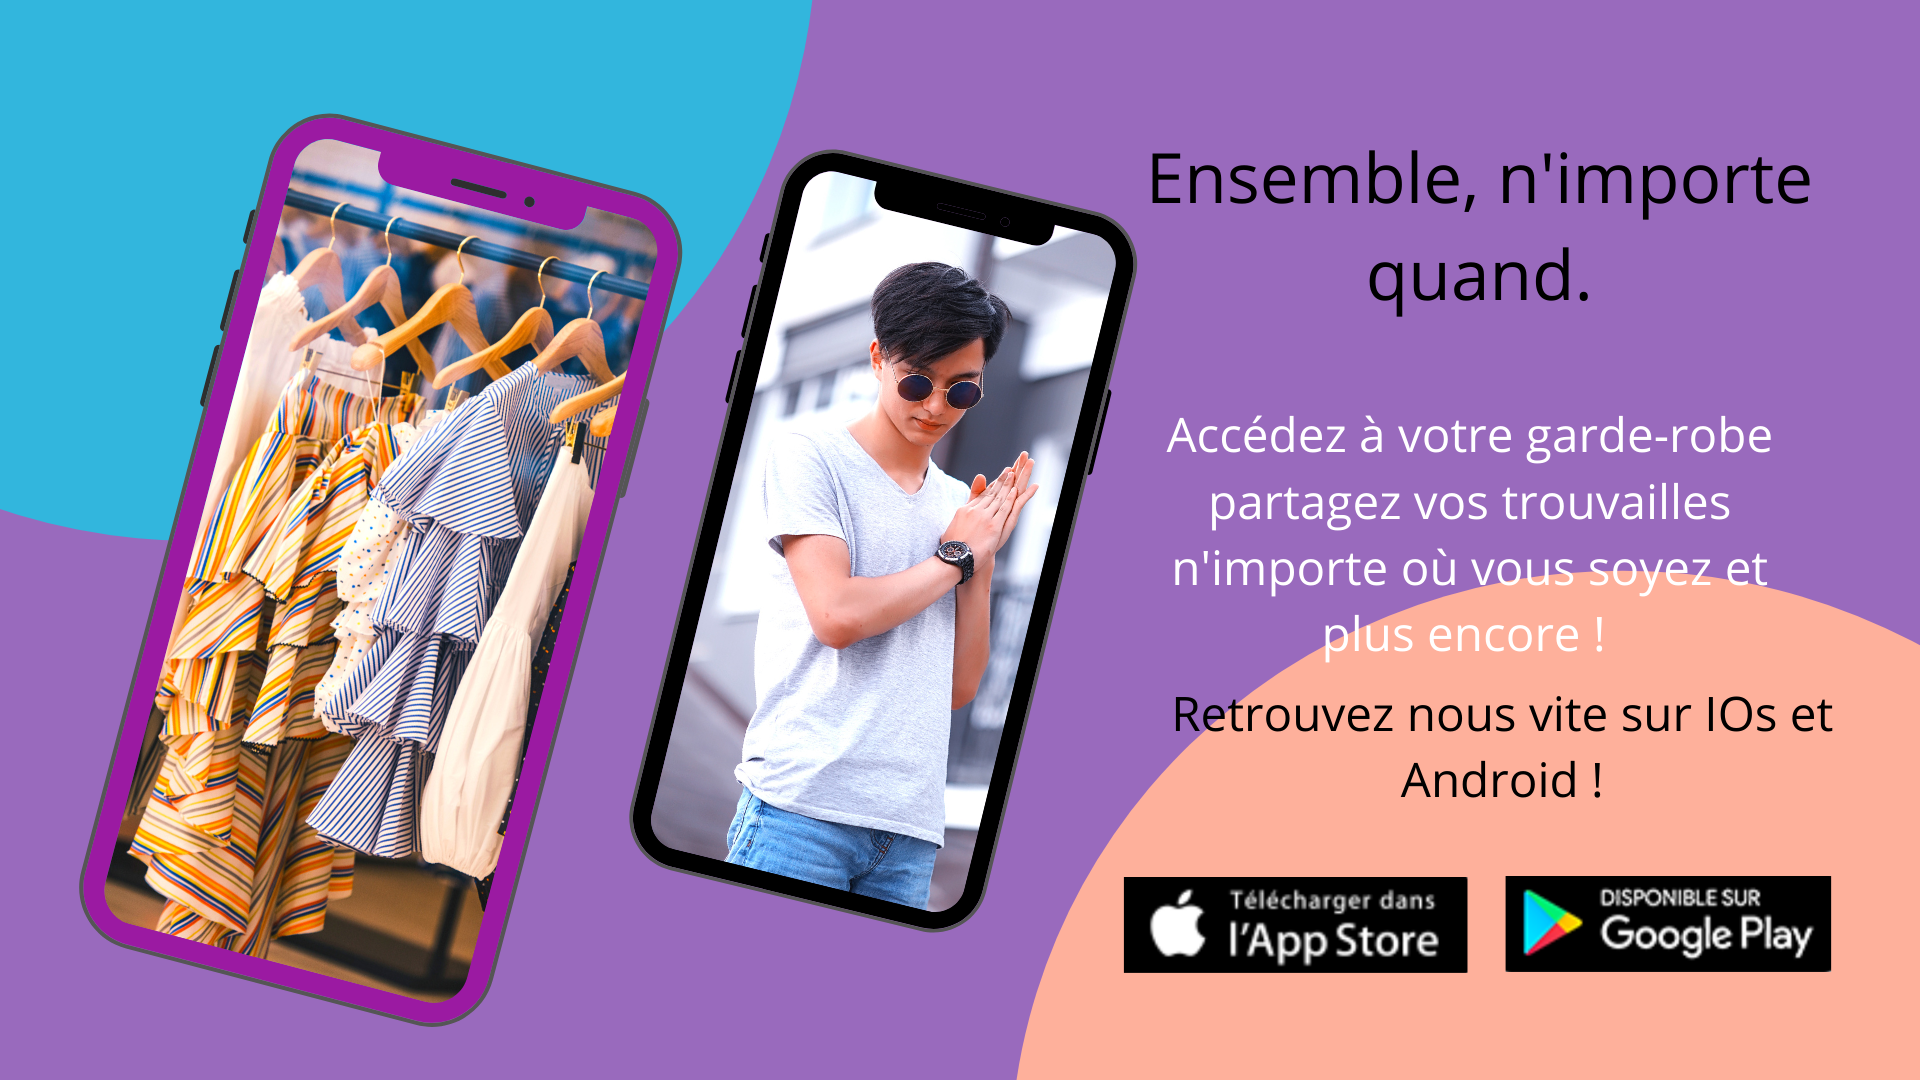 Ensemble, n'importe
quand.
Accédez à votre garde-robe
partagez vos trouvailles
n'importe où vous soyez et
plus encore !
Retrouvez nous vite sur IOs et
Android !
Télécharger dans
l'App Store
DISPONIBLE SUR
Google Play